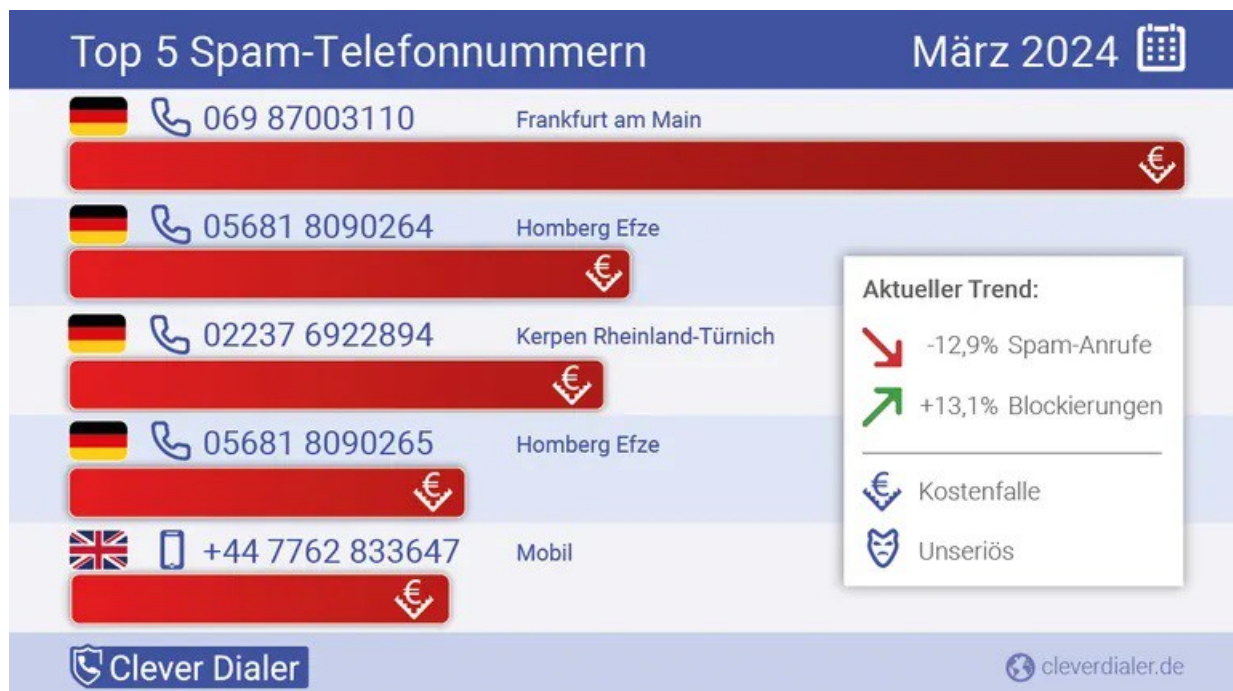 Top 5 Spam-Telefonnummern
März 2024
069 87003110
Frankfurt am Main
€
05681 8090264
Homberg Efze
€
02237 6922894
Kerpen Rheinland-Türnich
€
05681 8090265
Homberg Efze
€
+44 7762 833647
Mobil
€
Aktueller Trend:
-12,9% Spam-Anrufe
+13,1% Blockierungen
€ Kostenfalle
Unseriös
Clever Dialer
cleverdialer.de